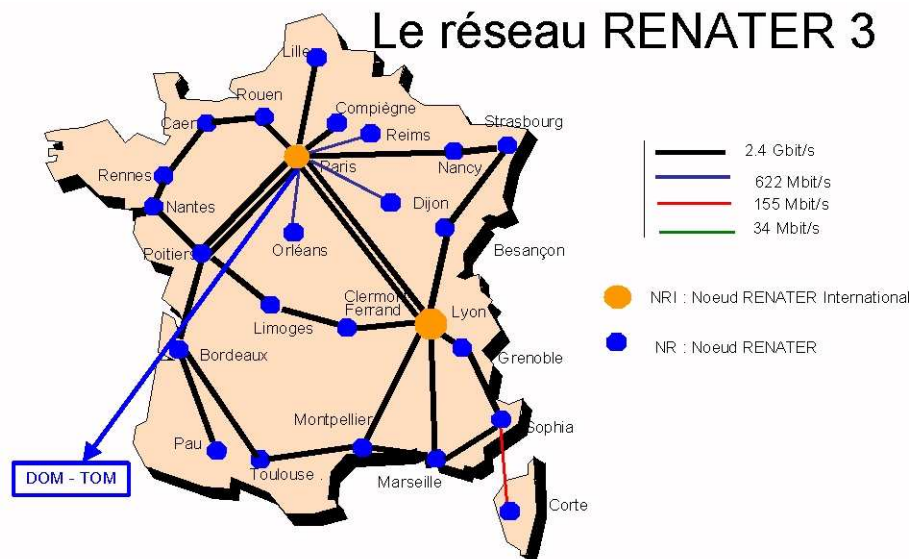 Le réseau RENATER 3
Lille
Rouen
Compiègne
Caen
Reims
Strasbourg
Paris
Nancy
Rennes
Nantes
Dijon
Orléans
Besançon
Poitiers
Clermont
Ferrand
Lyon
Limoges
Bordeaux
Grenoble
Montpellier
Sophia
Pau
Toulouse .
Marseille
Corte
DOM - TOM
2.4 Gbit/s
622 Mbit/s
155 Mbit/s
34 Mbit/s
NRI : Noeud RENATER International
NR : Noeud RENATER